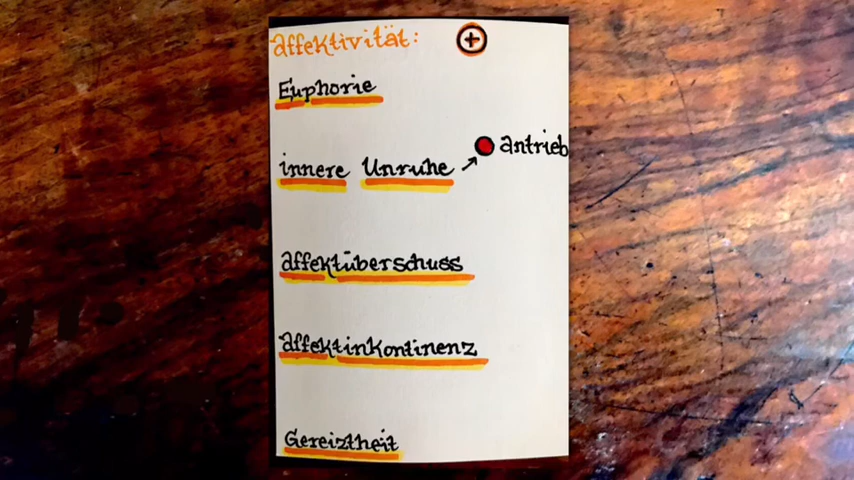 Affektivität: +
Euphorie
innere Unruhe → Antrieb
Affektüberschuss
Affektinkontinenz
Gereiztheit